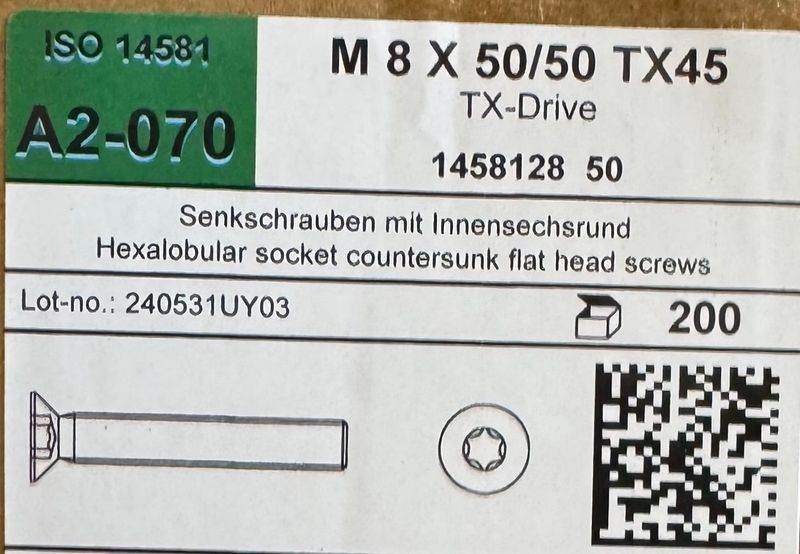 ISO 14581
A2-070
M 8 X 50/50 TX45
TX-Drive
1458128 50
Senkschrauben mit Innensechsrund
Hexalobular socket countersunk flat head screws
Lot-no.: 240531UY03
200